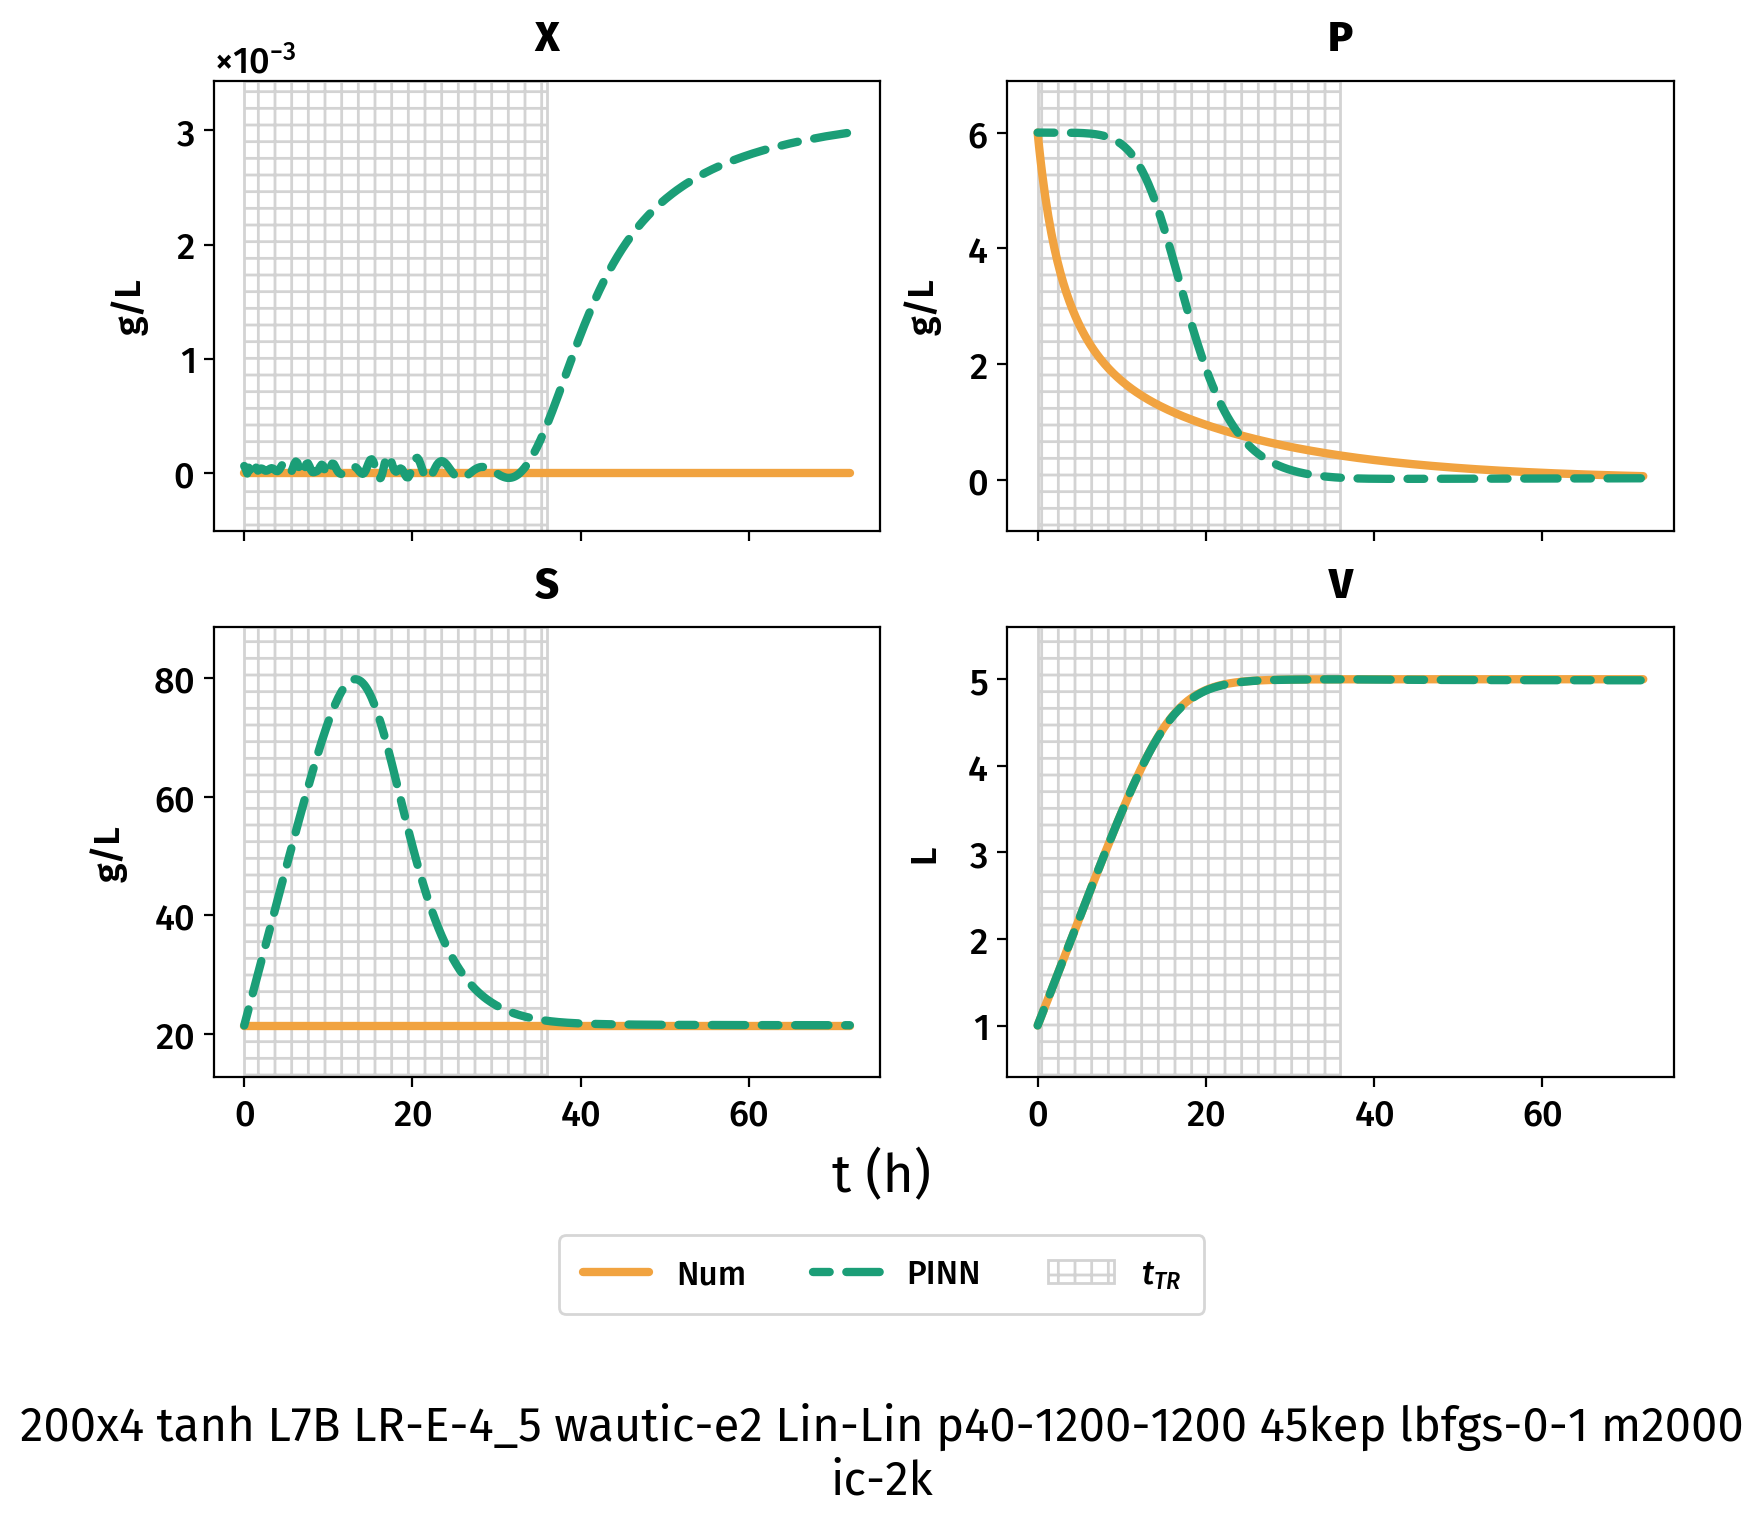 X
P
×10⁻³
3
2
1
0
g/L
6
4
2
0
g/L
S
V
80
60
40
20
g/L
0
20
40
60
5
4
3
2
1
L
0
20
40
60
t (h)
Num
PINN
t_TR
200x4 tanh L7B LR-E-4_5 wautic-e2 Lin-Lin p40-1200-1200 45kep lbfgs-0-1 m2000
ic-2k